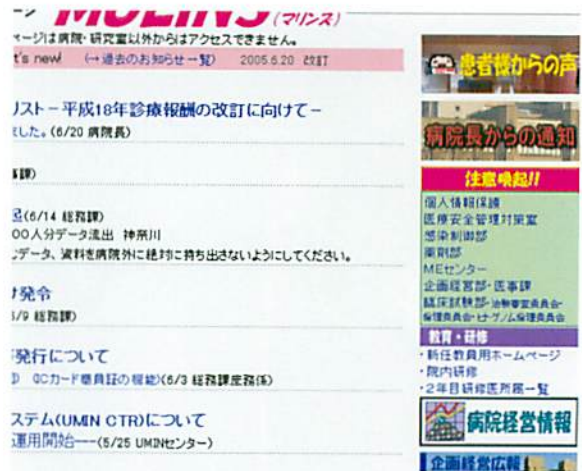 MULINS (マリンズ)
ページは病院・研究室以外からはアクセスできません。
t's new! (→過去のお知らせ一覧) 2005.6.20 改訂
リスト－平成18年診療報酬の改訂に向けて－
ました。(6/20 病院長)
(6/14 総務課)
00人分データ流出 神奈川
データ、資料を病院外に絶対に持ち出さないようにしてください。
発令
/9 総務課)
発行について
QCカード(6/3 総務課庶務係)
ステム(UMIN CTR)について
運用開始---(5/25 UMINセンター)
患者様からの声
病院長からの通知
注意喚起!!
個人情報保護
医療安全管理対策室
感染制御部
薬剤部
MEセンター
企画経営部・医事課
臨床試験部・治験審査委員会・
倫理委員会・ヒトゲノム倫理委員会
教育・研修
・新任教員用ホームページ
・院内研修
・2年目研修医所属一覧
病院経営情報
企画経営広報